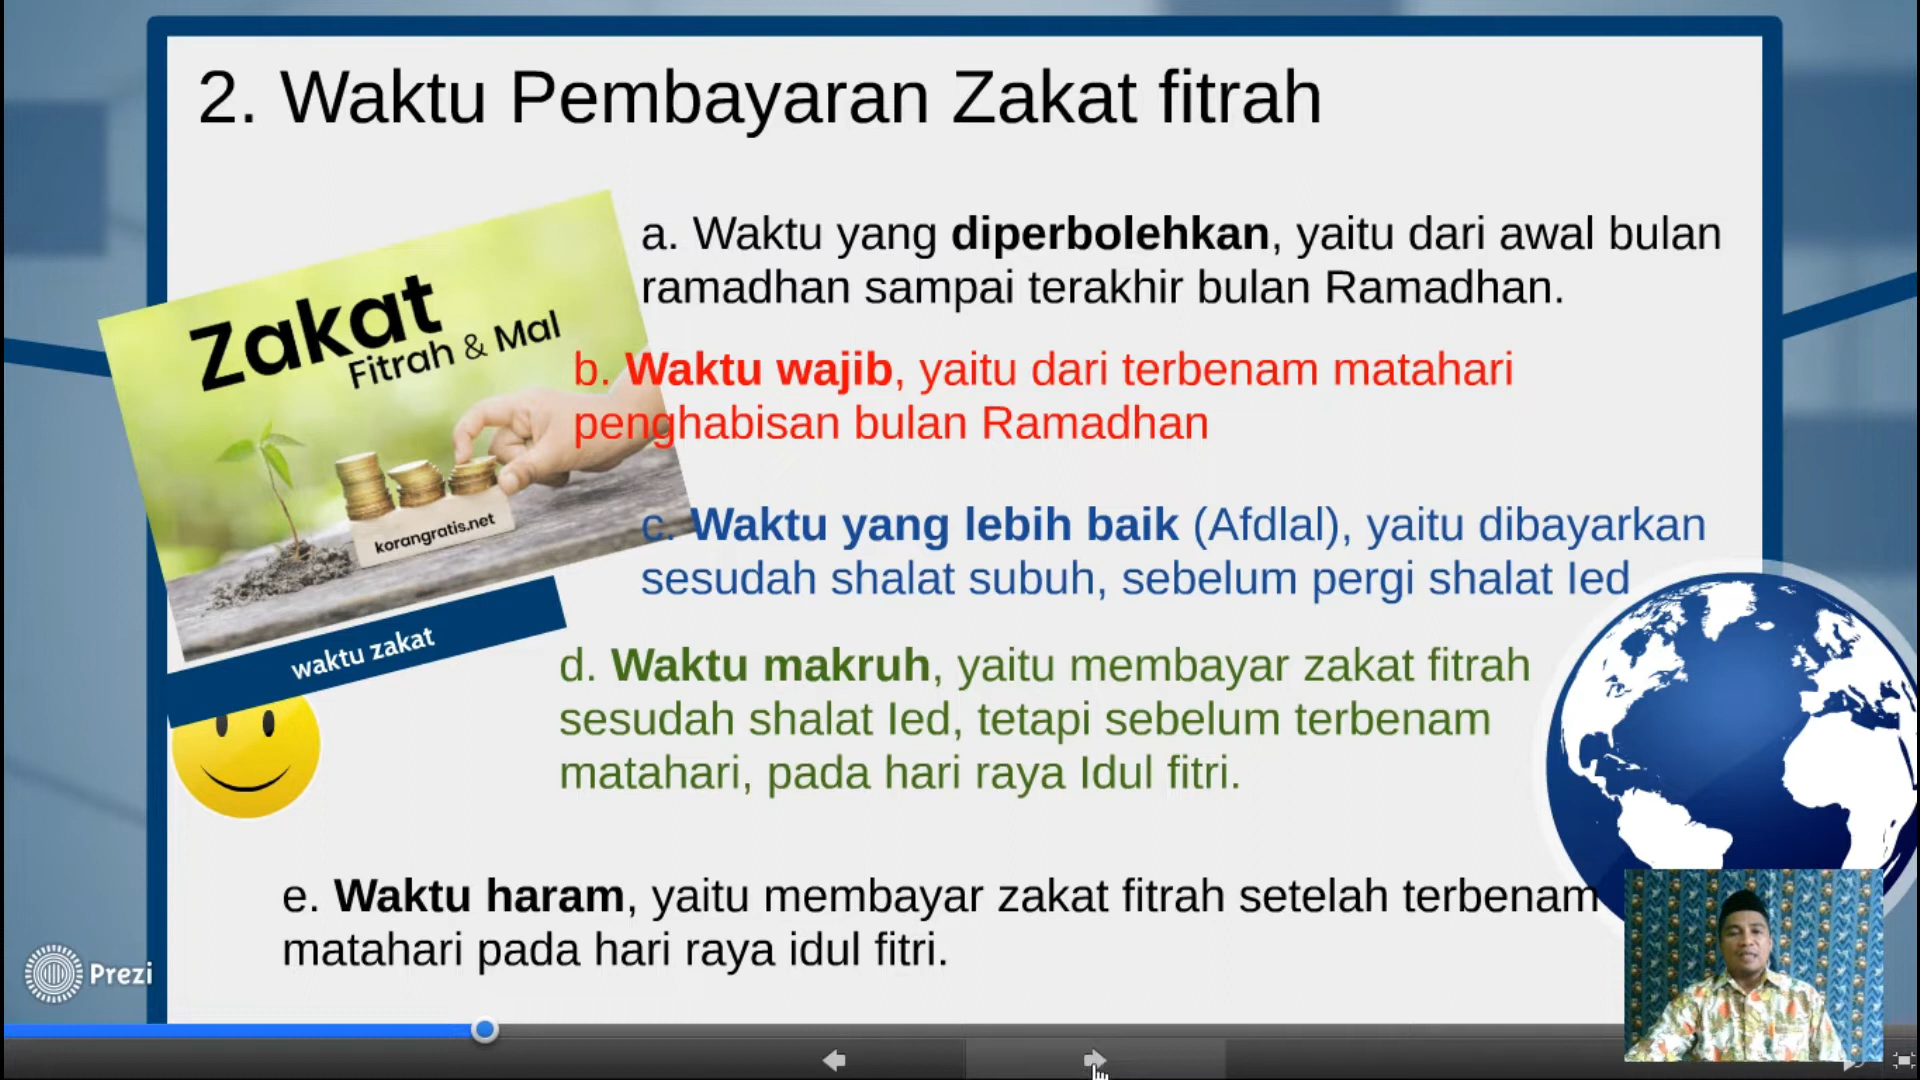 2. Waktu Pembayaran Zakat fitrah
a. Waktu yang diperbolehkan, yaitu dari awal bulan
ramadhan sampai terakhir bulan Ramadhan.
Zakat
Fitrah & Mal
b. Waktu wajib, yaitu dari terbenam matahari
penghabisan bulan Ramadhan
korangratis.net
c. Waktu yang lebih baik (Afdlal), yaitu dibayarkan
sesudah shalat subuh, sebelum pergi shalat Ied
waktu zakat
d. Waktu makruh, yaitu membayar zakat fitrah
sesudah shalat Ied, tetapi sebelum terbenam
matahari, pada hari raya Idul fitri.
e. Waktu haram, yaitu membayar zakat fitrah setelah terbenam
matahari pada hari raya idul fitri.
Prezi